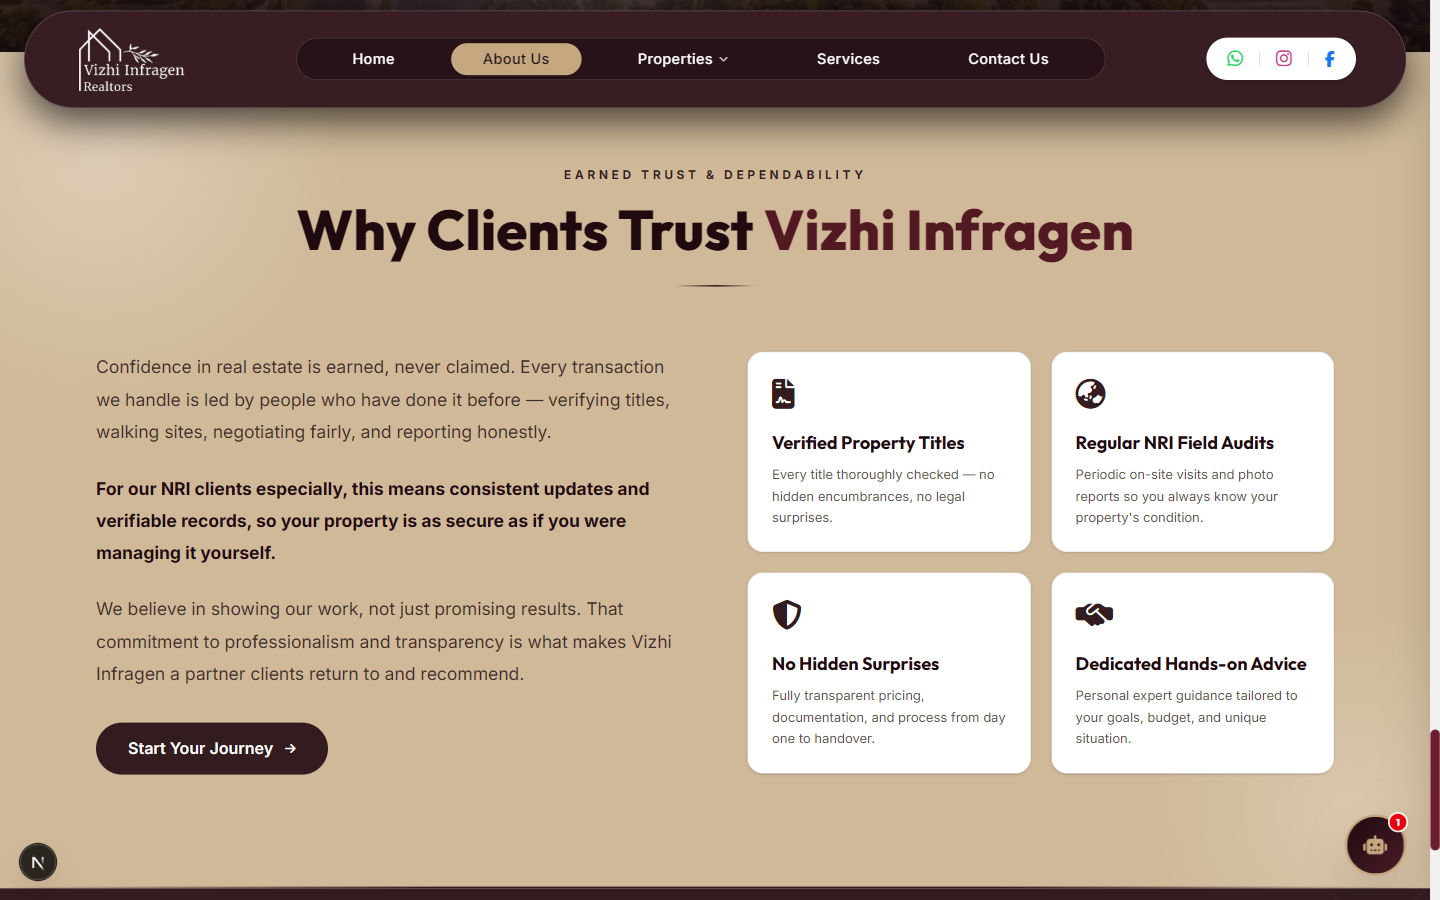 Vizhi Infragen
Realtors
Home
About Us
Properties
Services
Contact Us
EARNED TRUST & DEPENDABILITY
Why Clients Trust Vizhi Infragen
Confidence in real estate is earned, never claimed. Every transaction
we handle is led by people who have done it before — verifying titles,
walking sites, negotiating fairly, and reporting honestly.
For our NRI clients especially, this means consistent updates and
verifiable records, so your property is as secure as if you were
managing it yourself.
We believe in showing our work, not just promising results. That
commitment to professionalism and transparency is what makes Vizhi
Infragen a partner clients return to and recommend.
Start Your Journey →
Verified Property Titles
Every title thoroughly checked — no
hidden encumbrances, no legal
surprises.
Regular NRI Field Audits
Periodic on-site visits and photo
reports so you always know your
property's condition.
No Hidden Surprises
Fully transparent pricing,
documentation, and process from day
one to handover.
Dedicated Hands-on Advice
Personal expert guidance tailored to
your goals, budget, and unique
situation.
N
1